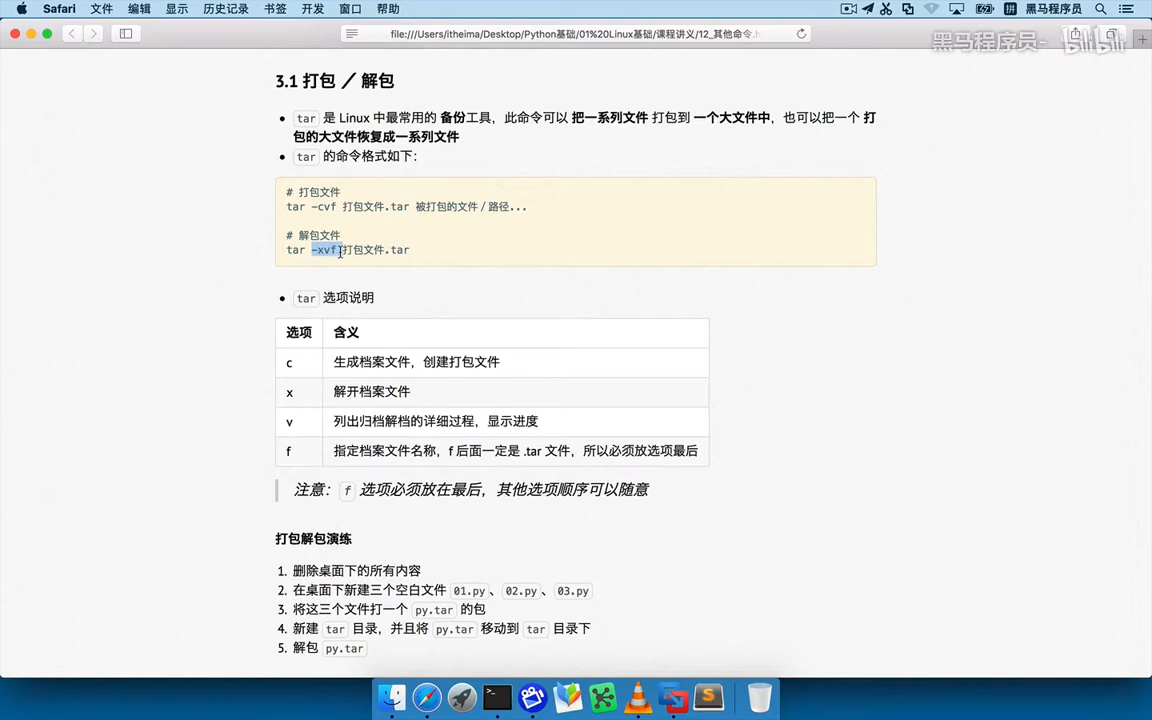 Safari 文件 编辑 显示 历史记录 书签 开发 窗口 帮助 拼 黑马程序员
file:///Users/itheima/Desktop/Python基础/01%20Linux基础/课程讲义/12_其他命令.h
黑马程序员- bilibili
3.1 打包 / 解包
• tar 是 Linux 中最常用的 备份工具，此命令可以 把一系列文件 打包到 一个大文件中，也可以把一个 打
包的大文件恢复成一系列文件
• tar 的命令格式如下：
# 打包文件
tar -cvf 打包文件.tar 被打包的文件／路径...
# 解包文件
tar -xvf 打包文件.tar
• tar 选项说明
选项 含义
c 生成档案文件，创建打包文件
x 解开档案文件
v 列出归档解档的详细过程，显示进度
f 指定档案文件名称，f 后面一定是 .tar 文件，所以必须放选项最后
注意： f 选项必须放在最后，其他选项顺序可以随意
打包解包演练
1. 删除桌面下的所有内容
2. 在桌面下新建三个空白文件 01.py、 02.py、 03.py
3. 将这三个文件打一个 py.tar 的包
4. 新建 tar 目录，并且将 py.tar 移动到 tar 目录下
5. 解包 py.tar